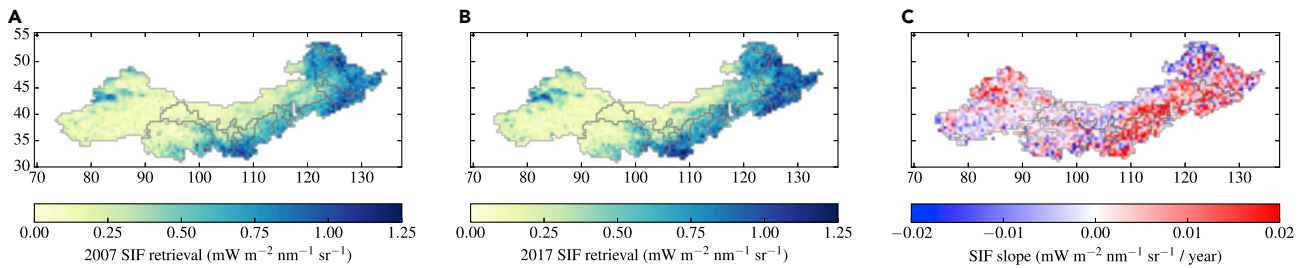 A
B
C
55
50
45
40
35
30
70 80 90 100 110 120 130
70 80 90 100 110 120 130
70 80 90 100 110 120 130
0.00 0.25 0.50 0.75 1.00 1.25
2007 SIF retrieval (mW m⁻² nm⁻¹ sr⁻¹)
0.00 0.25 0.50 0.75 1.00 1.25
2017 SIF retrieval (mW m⁻² nm⁻¹ sr⁻¹)
−0.02 −0.01 0.00 0.01 0.02
SIF slope (mW m⁻² nm⁻¹ sr⁻¹ / year)